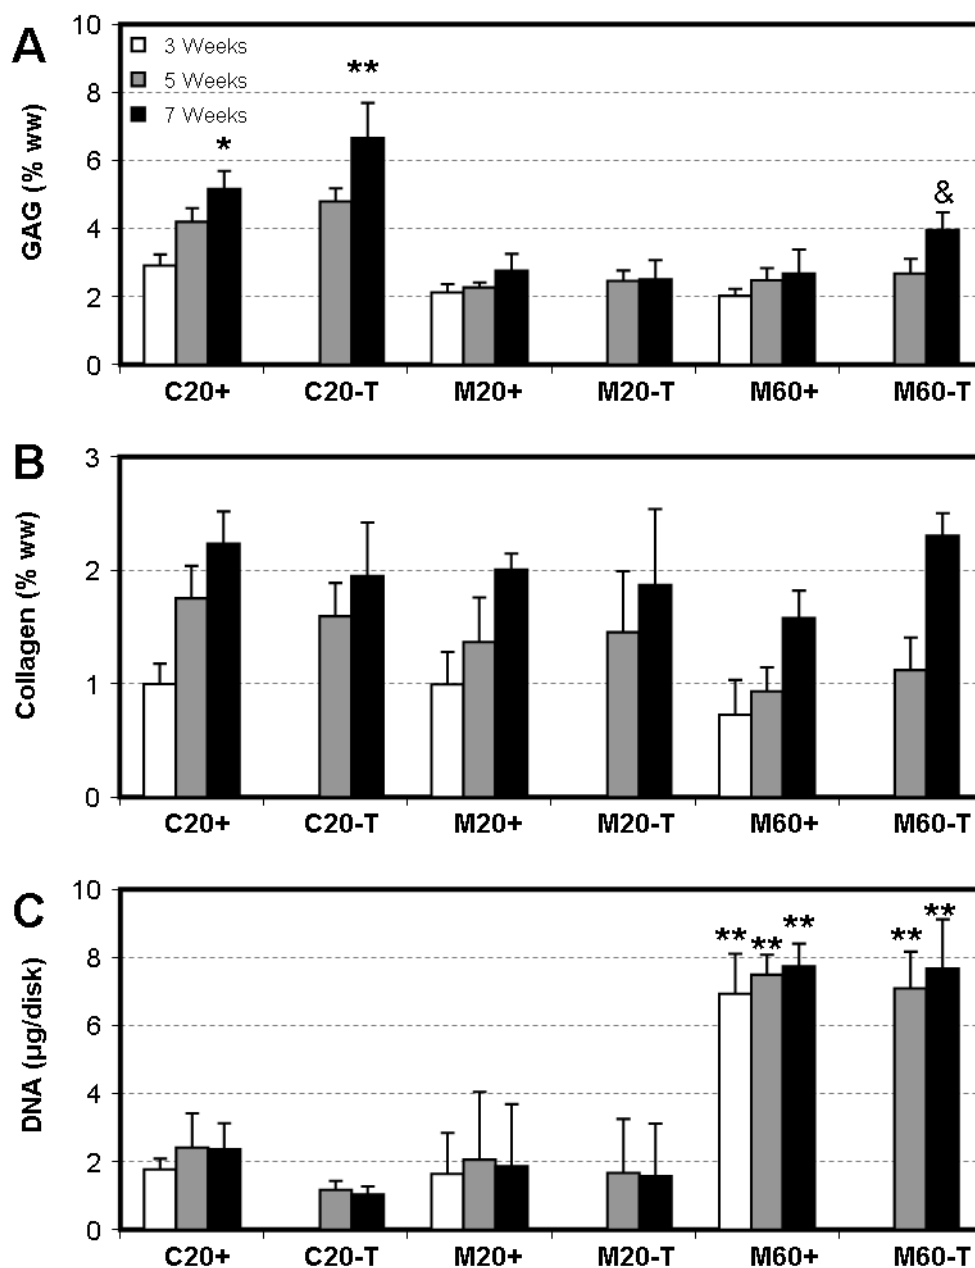 A
GAG (% ww)
10
8
6
4
2
0
3 Weeks
5 Weeks
7 Weeks
*
**
&
C20+ C20-T M20+ M20-T M60+ M60-T
B
Collagen (% ww)
3
2
1
0
C20+ C20-T M20+ M20-T M60+ M60-T
C
DNA (µg/disk)
10
8
6
4
2
0
** ** ** ** **
C20+ C20-T M20+ M20-T M60+ M60-T